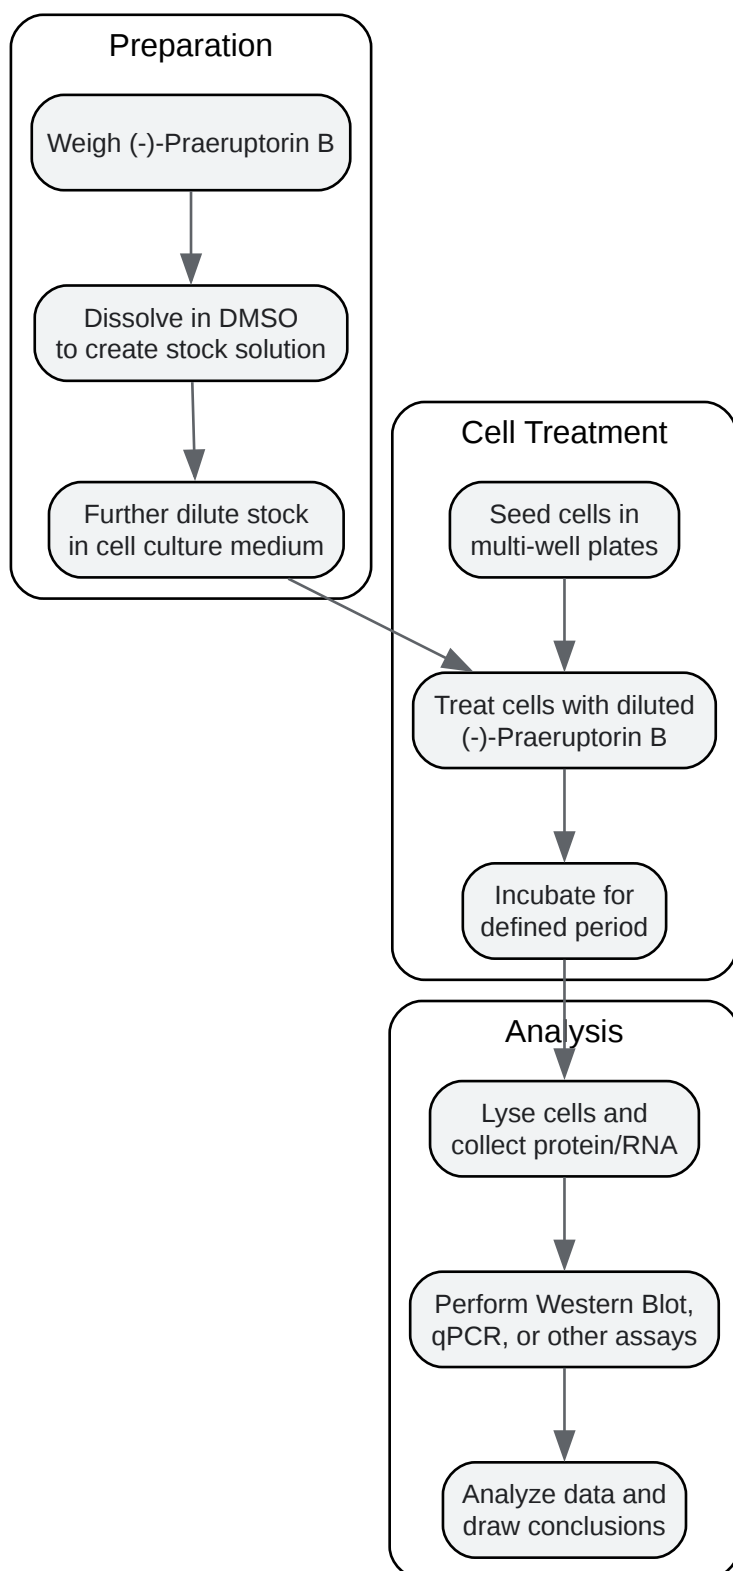 Preparation
Weigh (-)-Praeruptorin B
Dissolve in DMSO
to create stock solution
Further dilute stock
in cell culture medium
Cell Treatment
Seed cells in
multi-well plates
Treat cells with diluted
(-)-Praeruptorin B
Incubate for
defined period
Analysis
Lyse cells and
collect protein/RNA
Perform Western Blot,
qPCR, or other assays
Analyze data and
draw conclusions